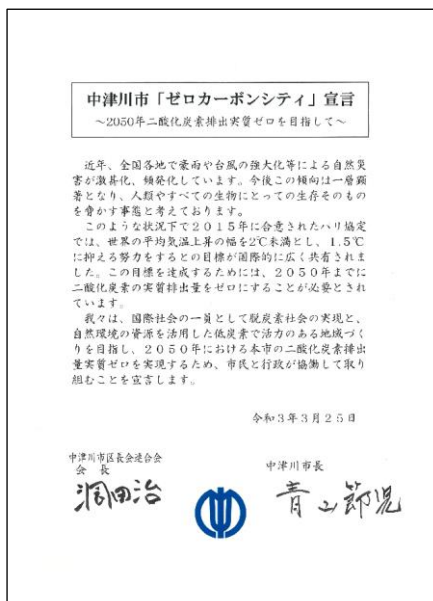 中津川市「ゼロカーボンシティ」宣言
～2050年二酸化炭素排出実質ゼロを目指して～
近年、全国各地で豪雨や台風の強大化等による自然災
害が激甚化、頻発化しています。今後この傾向は一層顕
著となり、人類やすべての生物にとっての生存そのもの
を脅かす事態と考えております。
このような状況下で2015年に合意されたパリ協定
では、世界の平均気温上昇の幅を2℃未満とし、1.5℃
に抑える努力をするとの目標が国際的に広く共有されま
した。この目標を達成するためには、2050年までに
二酸化炭素の実質排出量をゼロにすることが必要とされ
ています。
我々は、国際社会の一員として脱炭素社会の実現と、
自然環境の資源を活用した低炭素で活力のある地域づく
りを目指し、2050年における本市の二酸化炭素排出
量実質ゼロを実現するため、市民と行政が協働して取り
組むことを宣言します。
令和3年3月25日
中津川市区長会連合会
会長
洞田治
中津川市長
青山節児